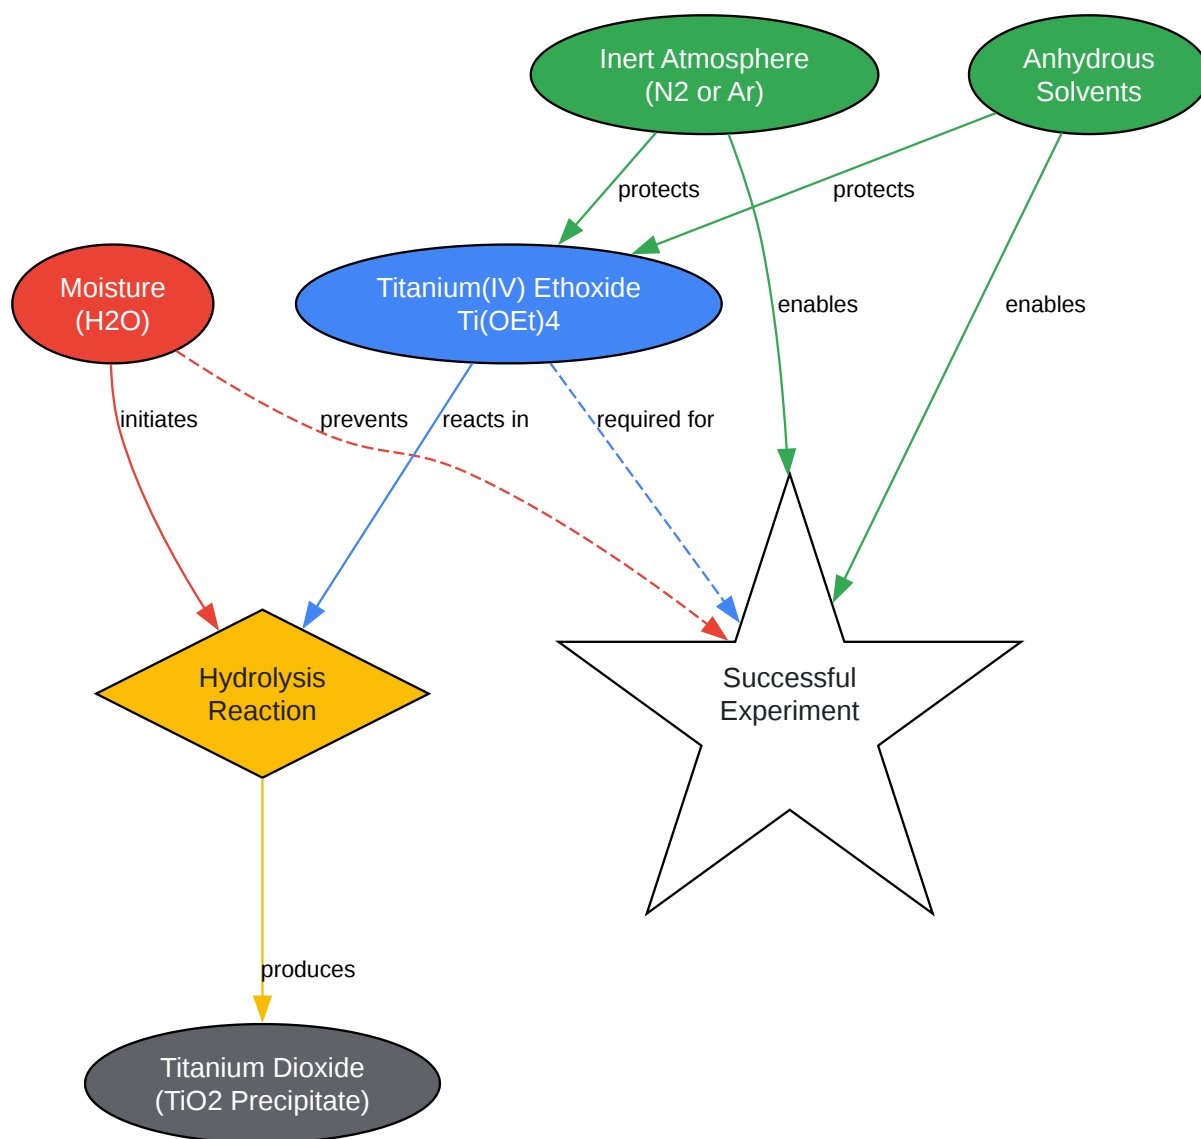 Inert Atmosphere
(N2 or Ar)
Anhydrous
Solvents
protects
protects
Moisture
(H2O)
Titanium(IV) Ethoxide
Ti(OEt)4
enables
enables
initiates
prevents
reacts in
required for
Hydrolysis
Reaction
Successful
Experiment
produces
Titanium Dioxide
(TiO2 Precipitate)